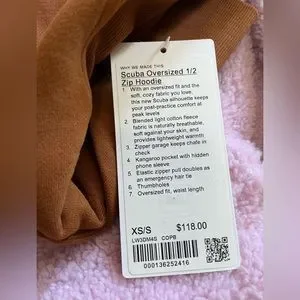 WHY WE MADE THIS
Scuba Oversized 1/2
Zip Hoodie
1 With an oversized fit and the
soft, cozy fabric you love,
this new Scuba silhouette keeps
your post-practice comfort at
peak levels
2 Blended light cotton fleece
fabric is naturally breathable,
soft against your skin, and
provides lightweight warmth
3 Zipper garage keeps chafe in
check
4 Kangaroo pocket with hidden
phone sleeve
5 Elastic zipper pull doubles as
an emergency hair tie
6 Thumbholes
7 Oversized fit, waist length
XS/S $118.00
LW3DM4S COPB
000136252416